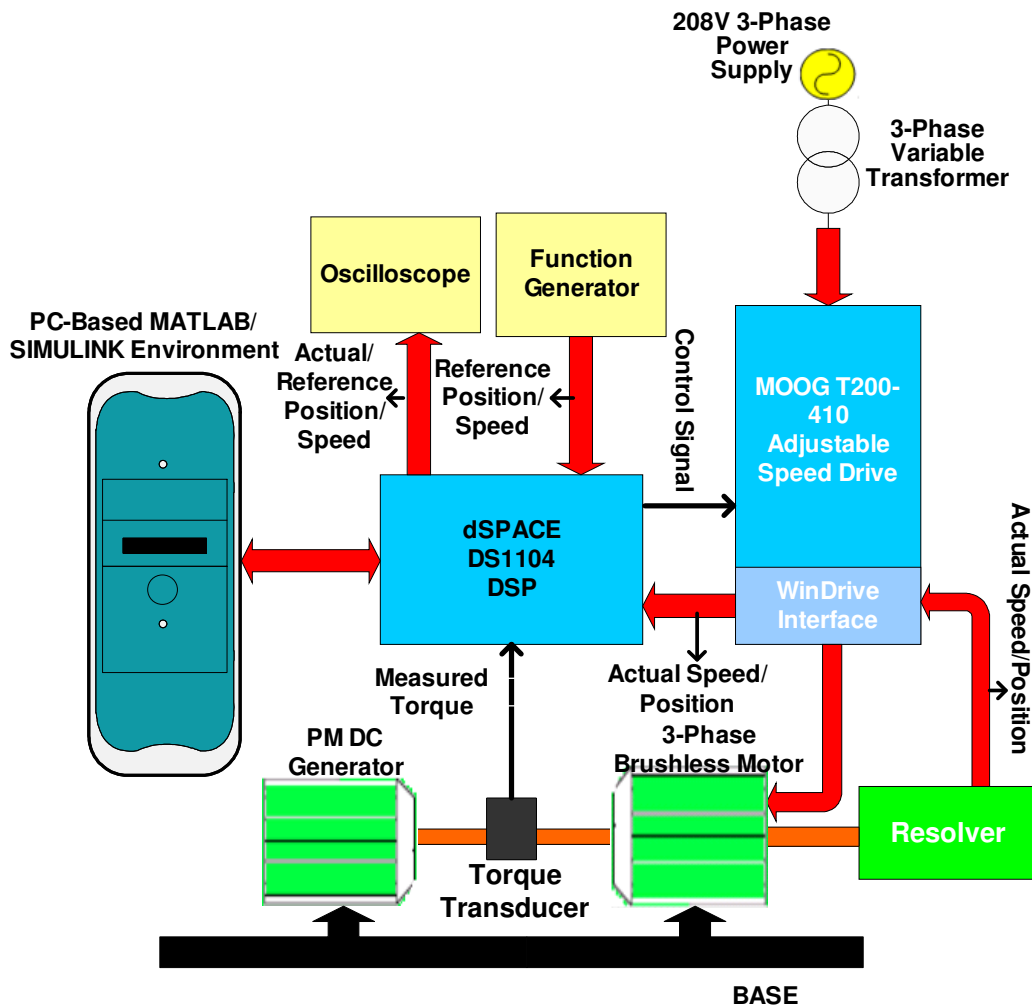 208V 3-Phase
Power
Supply
3-Phase
Variable
Transformer
Oscilloscope
Function
Generator
PC-Based MATLAB/
SIMULINK Environment
Actual/
Reference
Position/
Speed
Reference
Position/
Speed
Control Signal
MOOG T200-
410
Adjustable
Speed Drive
dSPACE
DS1104
DSP
WinDrive
Interface
Actual Speed/Position
Measured
Torque
Actual Speed/
Position
PM DC
Generator
3-Phase
Brushless Motor
Resolver
Torque
Transducer
BASE